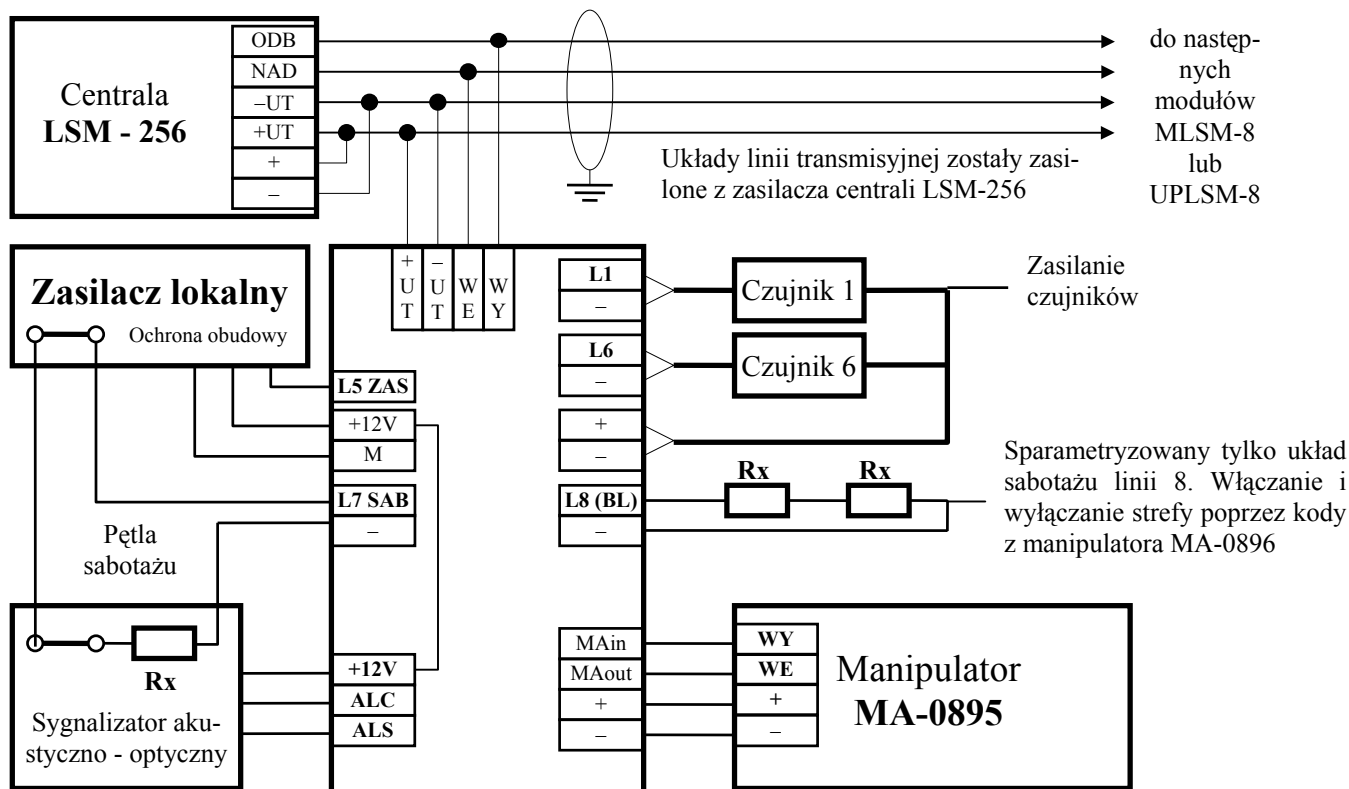 Centrala
LSM - 256
ODB
NAD
–UT
+UT
+
–
do następ-
nych
modułów
MLSM-8
lub
UPLSM-8
Układy linii transmisyjnej zostały zasi-
lone z zasilacza centrali LSM-256
Zasilacz lokalny
Ochrona obudowy
+UT
–UT
WE
WY
L5 ZAS
+12V
M
L7 SAB
–
Pętla
sabotażu
Rx
Sygnalizator aku-
styczno - optyczny
+12V
ALC
ALS
L1
–
L6
–
+
–
L8 (BL)
–
Czujnik 1
Czujnik 6
Zasilanie
czujników
Rx
Rx
Sparametryzowany tylko układ
sabotażu linii 8. Włączanie i
wyłączanie strefy poprzez kody
z manipulatora MA-0896
MAin
MAout
+
–
WY
WE
+
–
Manipulator
MA-0895